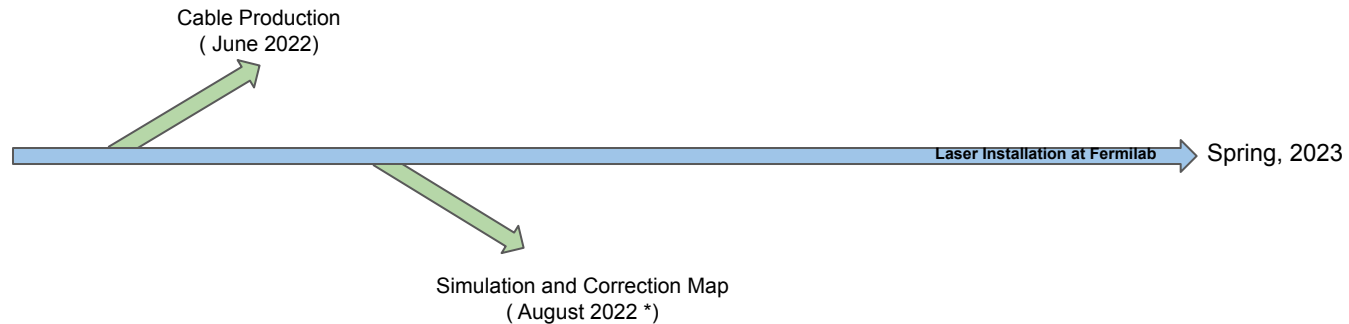 Cable Production
( June 2022)
Laser Installation at Fermilab
Spring, 2023
Simulation and Correction Map
( August 2022 *)